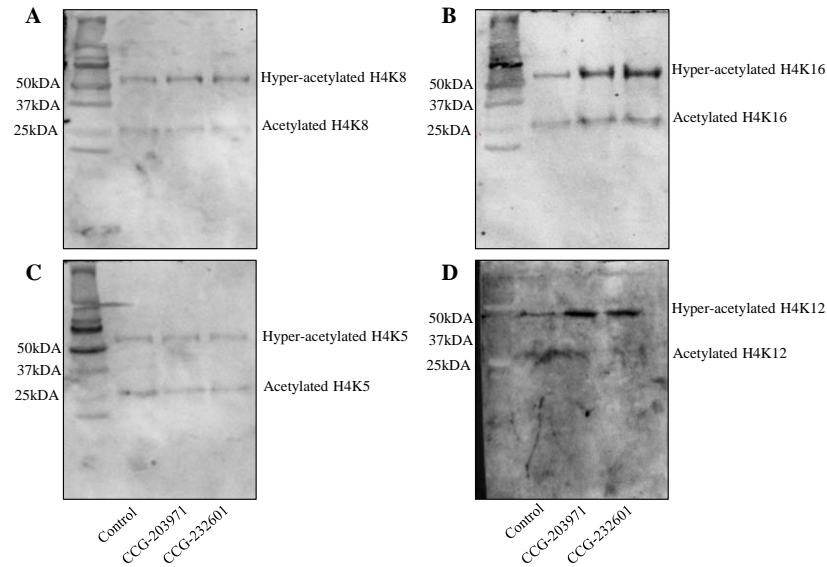 A
50kDA
37kDA
25kDA
Hyper-acetylated H4K8
Acetylated H4K8
B
50kDA
37kDA
25kDA
Hyper-acetylated H4K16
Acetylated H4K16
C
50kDA
37kDA
25kDA
Hyper-acetylated H4K5
Acetylated H4K5
D
50kDA
37kDA
25kDA
Hyper-acetylated H4K12
Acetylated H4K12
Control
CCG-203971
CCG-232601
Control
CCG-203971
CCG-232601